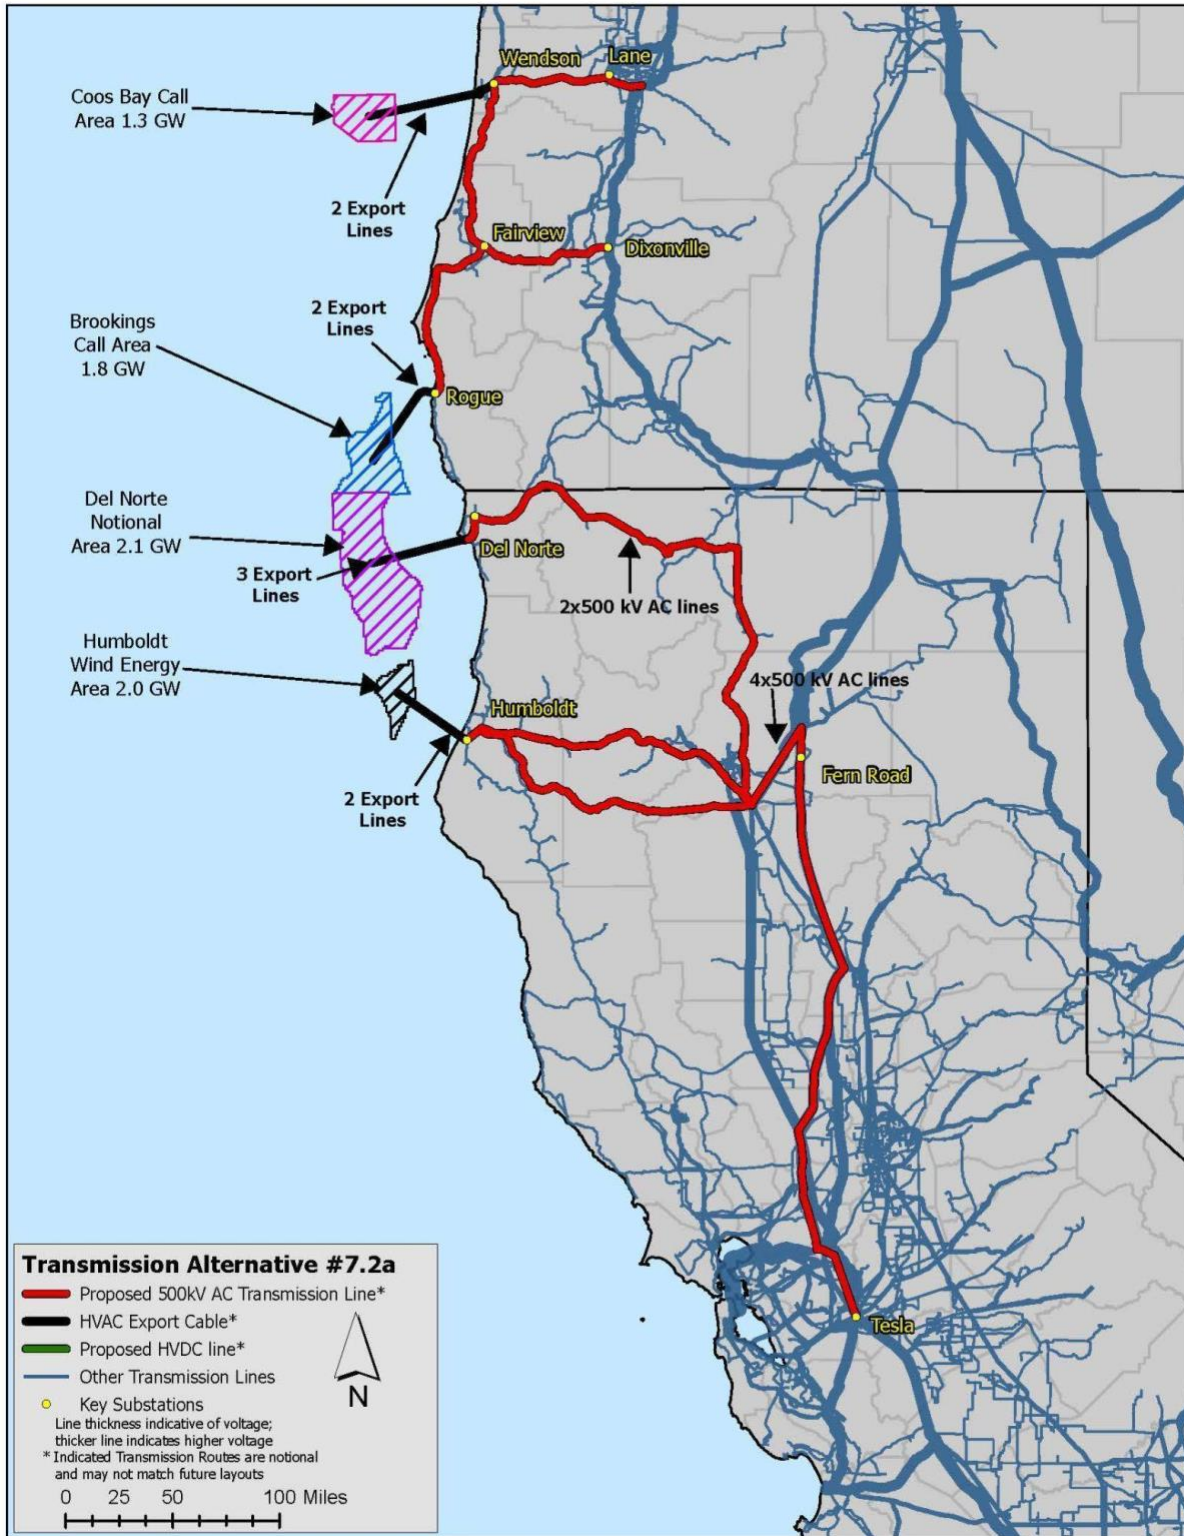 Wendson
Lane
Coos Bay Call
Area 1.3 GW
2 Export
Lines
Fairview
Dixonville
2 Export
Lines
Brookings
Call Area
1.8 GW
Rogue
Del Norte
Notional
Area 2.1 GW
Del Norte
3 Export
Lines
2x500 kV AC lines
Humboldt
Wind Energy
Area 2.0 GW
4x500 kV AC lines
Humboldt
Fern Road
2 Export
Lines
Tesla
Transmission Alternative #7.2a
Proposed 500kV AC Transmission Line*
HVAC Export Cable*
Proposed HVDC line*
Other Transmission Lines
Key Substations
Line thickness indicative of voltage;
thicker line indicates higher voltage
* Indicated Transmission Routes are notional
and may not match future layouts
N
0 25 50 100 Miles